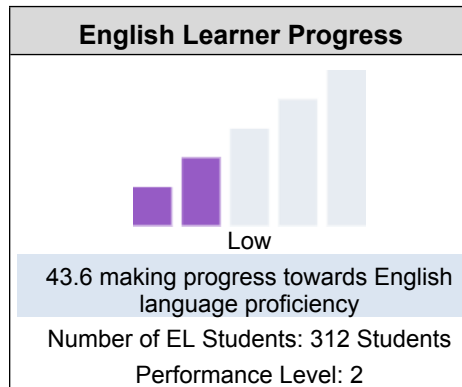 English Learner Progress
Low
43.6 making progress towards English
language proficiency
Number of EL Students: 312 Students
Performance Level: 2